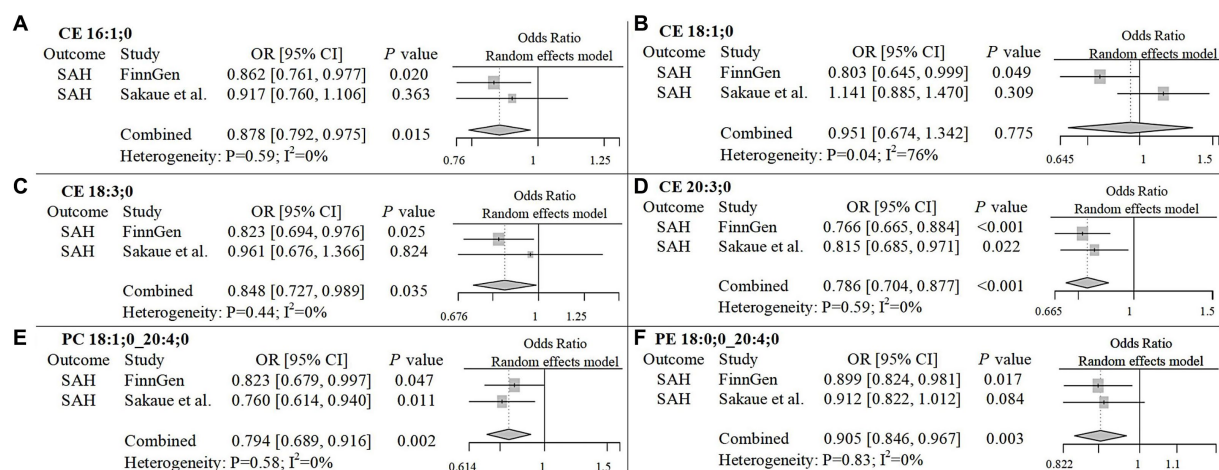 A
CE 16:1;0
Odds Ratio
Outcome Study OR [95% CI] P value Random effects model
SAH FinnGen 0.862 [0.761, 0.977] 0.020
SAH Sakaue et al. 0.917 [0.760, 1.106] 0.363
Combined 0.878 [0.792, 0.975] 0.015
Heterogeneity: P=0.59; I²=0%
0.76 1 1.25
B
CE 18:1;0
Odds Ratio
Outcome Study OR [95% CI] P value Random effects model
SAH FinnGen 0.803 [0.645, 0.999] 0.049
SAH Sakaue et al. 1.141 [0.885, 1.470] 0.309
Combined 0.951 [0.674, 1.342] 0.775
Heterogeneity: P=0.04; I²=76%
0.645 1 1.5
C
CE 18:3;0
Odds Ratio
Outcome Study OR [95% CI] P value Random effects model
SAH FinnGen 0.823 [0.694, 0.976] 0.025
SAH Sakaue et al. 0.961 [0.676, 1.366] 0.824
Combined 0.848 [0.727, 0.989] 0.035
Heterogeneity: P=0.44; I²=0%
0.676 1 1.25
D
CE 20:3;0
Odds Ratio
Outcome Study OR [95% CI] P value Random effects model
SAH FinnGen 0.766 [0.665, 0.884] <0.001
SAH Sakaue et al. 0.815 [0.685, 0.971] 0.022
Combined 0.786 [0.704, 0.877] <0.001
Heterogeneity: P=0.59; I²=0%
0.665 1 1.5
E
PC 18:1;0_20:4;0
Odds Ratio
Outcome Study OR [95% CI] P value Random effects model
SAH FinnGen 0.823 [0.679, 0.997] 0.047
SAH Sakaue et al. 0.760 [0.614, 0.940] 0.011
Combined 0.794 [0.689, 0.916] 0.002
Heterogeneity: P=0.58; I²=0%
0.614 1 1.5
F
PE 18:0;0_20:4;0
Odds Ratio
Outcome Study OR [95% CI] P value Random effects model
SAH FinnGen 0.899 [0.824, 0.981] 0.017
SAH Sakaue et al. 0.912 [0.822, 1.012] 0.084
Combined 0.905 [0.846, 0.967] 0.003
Heterogeneity: P=0.83; I²=0%
0.822 1 1.1